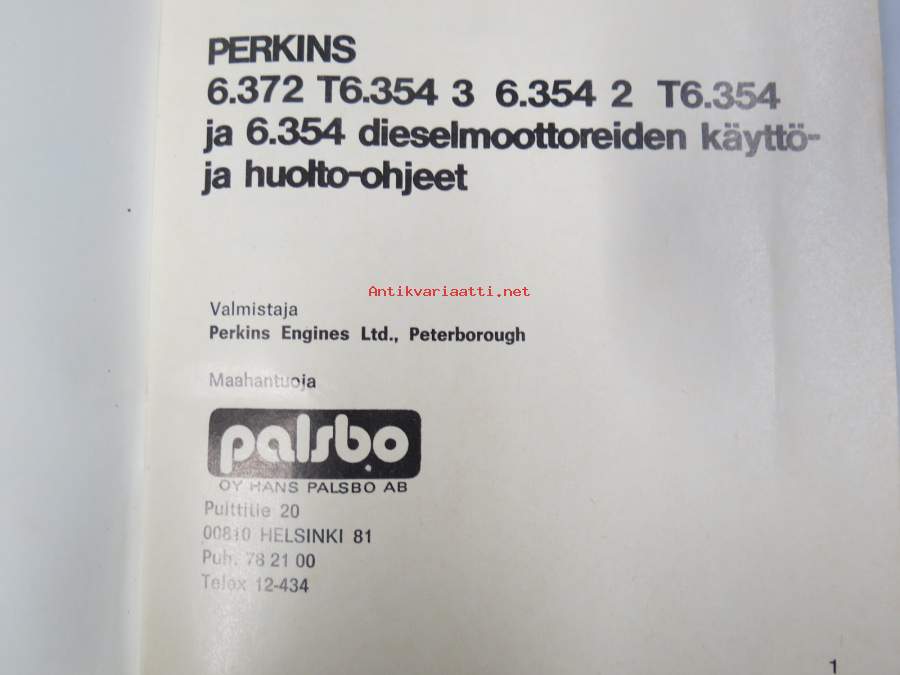 PERKINS
6.372 T6.354 3 6.354 2 T6.354
ja 6.354 dieselmoottoreiden käyttö-
ja huolto-ohjeet
Antikvariaatti.net
Valmistaja
Perkins Engines Ltd., Peterborough
Maahantuoja
palsbo
OY HANS PALSBO AB
Pulttitie 20
00810 HELSINKI 81
Puh. 78 21 00
Telex 12-434
1